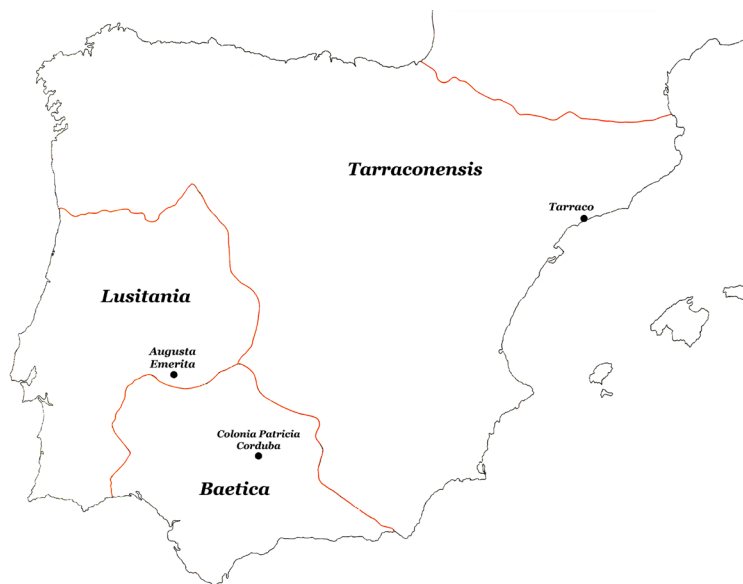 Tarraconensis
Tarraco
Lusitania
Augusta
Emerita
Colonia Patricia
Corduba
Baetica